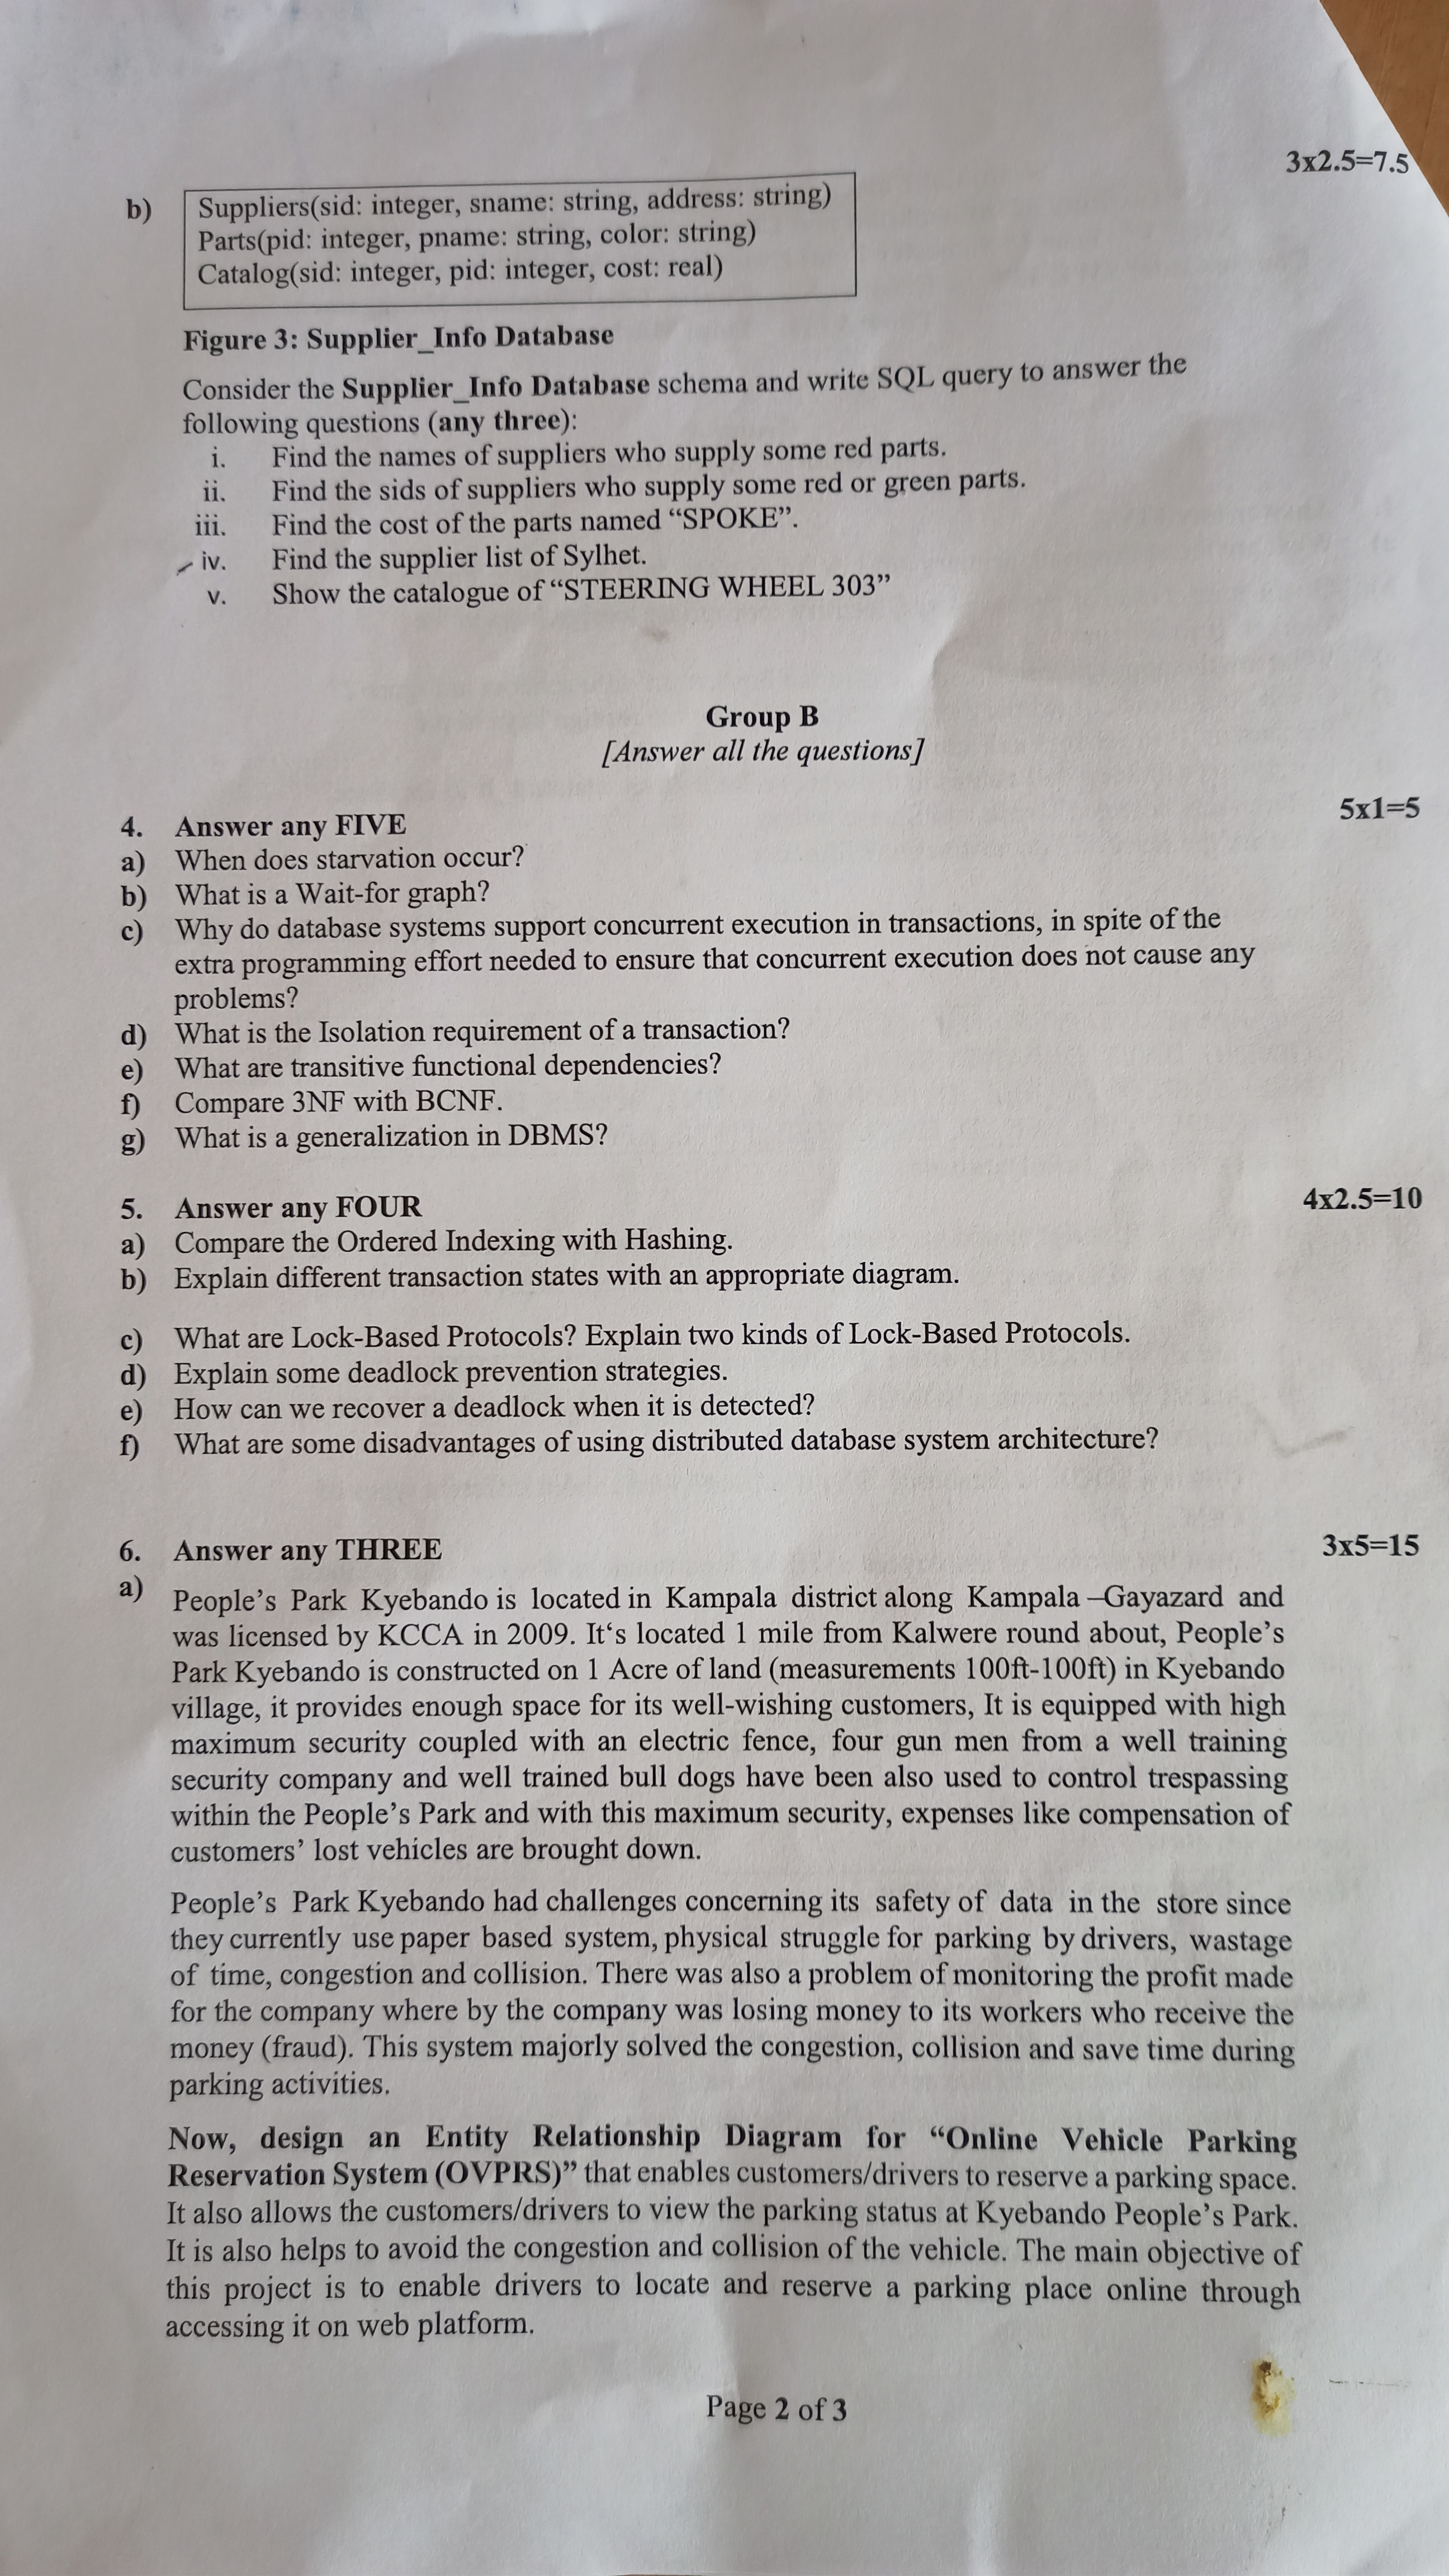 3x2.5=7.5
b) Suppliers(sid: integer, sname: string, address: string)
Parts(pid: integer, pname: string, color: string)
Catalog(sid: integer, pid: integer, cost: real)
Figure 3: Supplier_Info Database
Consider the Supplier_Info Database schema and write SQL query to answer the
following questions (any three):
i. Find the names of suppliers who supply some red parts.
ii. Find the sids of suppliers who supply some red or green parts.
iii. Find the cost of the parts named “SPOKE”.
iv. Find the supplier list of Sylhet.
v. Show the catalogue of “STEERING WHEEL 303”
Group B
[Answer all the questions]
4. Answer any FIVE 5x1=5
a) When does starvation occur?
b) What is a Wait-for graph?
c) Why do database systems support concurrent execution in transactions, in spite of the
extra programming effort needed to ensure that concurrent execution does not cause any
problems?
d) What is the Isolation requirement of a transaction?
e) What are transitive functional dependencies?
f) Compare 3NF with BCNF.
g) What is a generalization in DBMS?
5. Answer any FOUR 4x2.5=10
a) Compare the Ordered Indexing with Hashing.
b) Explain different transaction states with an appropriate diagram.
c) What are Lock-Based Protocols? Explain two kinds of Lock-Based Protocols.
d) Explain some deadlock prevention strategies.
e) How can we recover a deadlock when it is detected?
f) What are some disadvantages of using distributed database system architecture?
6. Answer any THREE 3x5=15
a) People’s Park Kyebando is located in Kampala district along Kampala –Gayazard and
was licensed by KCCA in 2009. It‘s located 1 mile from Kalwere round about, People’s
Park Kyebando is constructed on 1 Acre of land (measurements 100ft-100ft) in Kyebando
village, it provides enough space for its well-wishing customers, It is equipped with high
maximum security coupled with an electric fence, four gun men from a well training
security company and well trained bull dogs have been also used to control trespassing
within the People’s Park and with this maximum security, expenses like compensation of
customers’ lost vehicles are brought down.
People’s Park Kyebando had challenges concerning its safety of data in the store since
they currently use paper based system, physical struggle for parking by drivers, wastage
of time, congestion and collision. There was also a problem of monitoring the profit made
for the company where by the company was losing money to its workers who receive the
money (fraud). This system majorly solved the congestion, collision and save time during
parking activities.
Now, design an Entity Relationship Diagram for “Online Vehicle Parking
Reservation System (OVPRS)” that enables customers/drivers to reserve a parking space.
It also allows the customers/drivers to view the parking status at Kyebando People’s Park.
It is also helps to avoid the congestion and collision of the vehicle. The main objective of
this project is to enable drivers to locate and reserve a parking place online through
accessing it on web platform.
Page 2 of 3